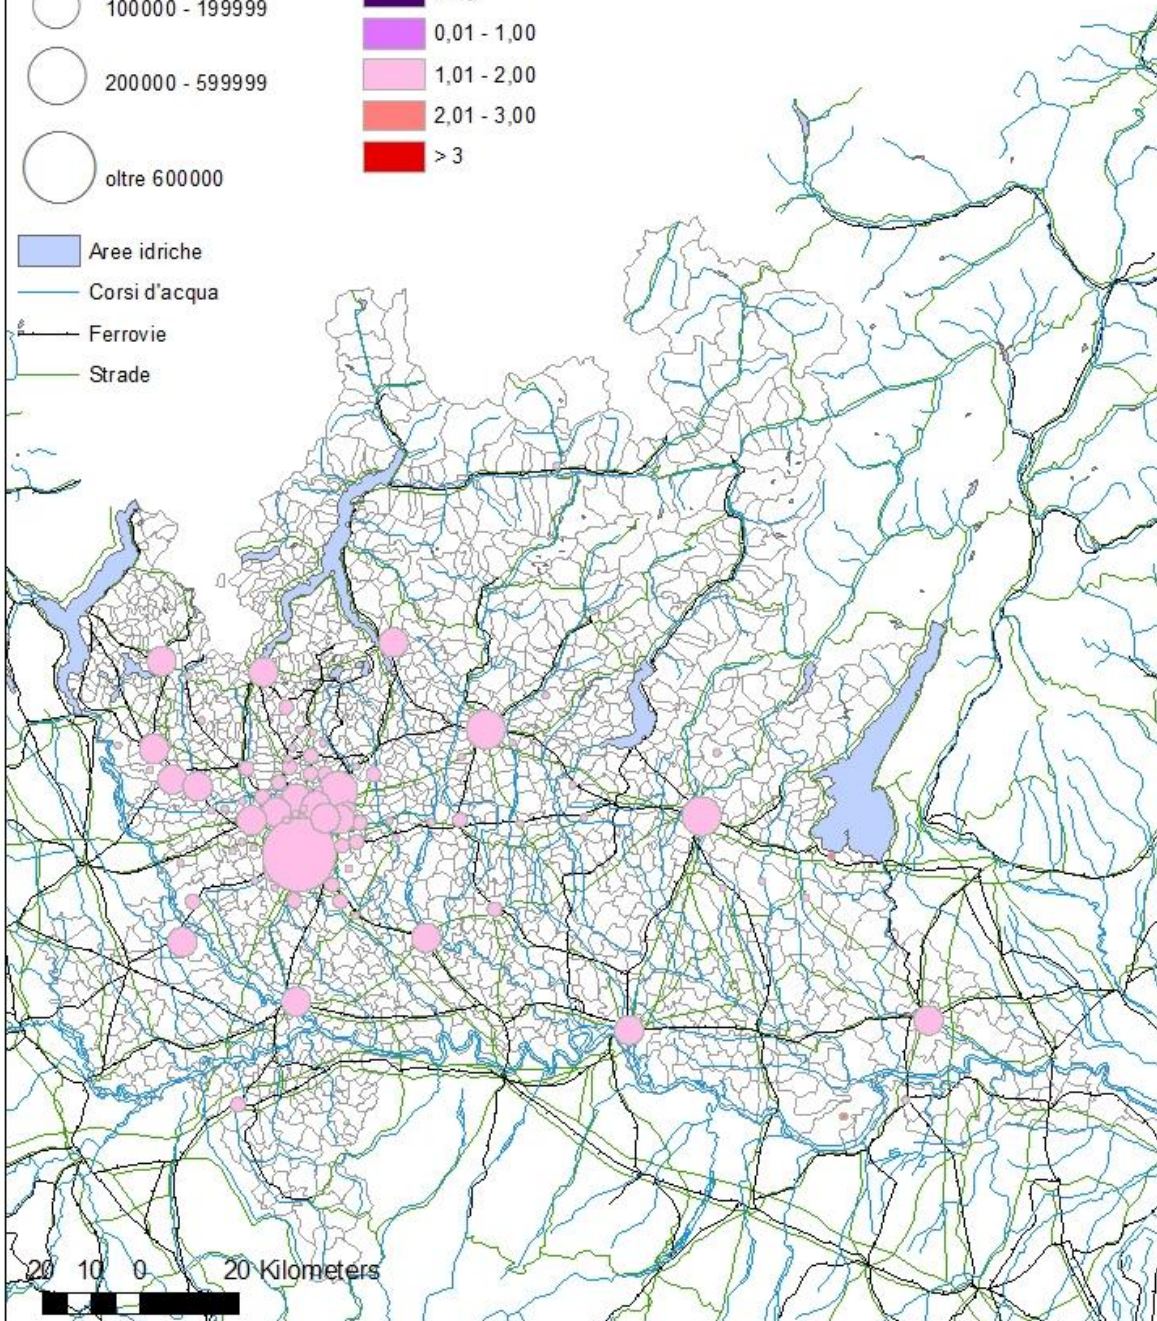 100000 - 199999
200000 - 599999
oltre 600000
0,01 - 1,00
1,01 - 2,00
2,01 - 3,00
> 3
Aree idriche
Corsi d'acqua
Ferrovie
Strade
20 10 0 20 Kilometers